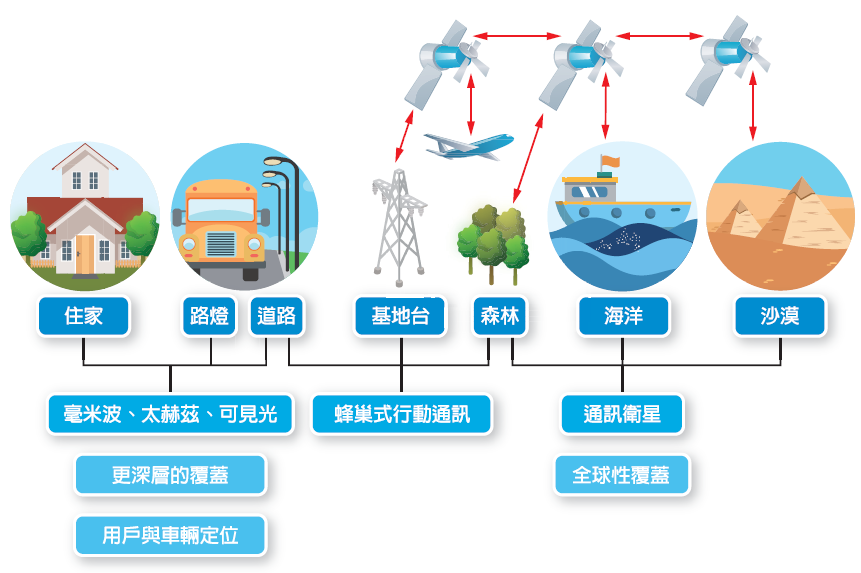 住家
路燈
道路
基地台
森林
海洋
沙漠
毫米波、太赫茲、可見光
蜂巢式行動通訊
通訊衛星
更深層的覆蓋
全球性覆蓋
用戶與車輛定位